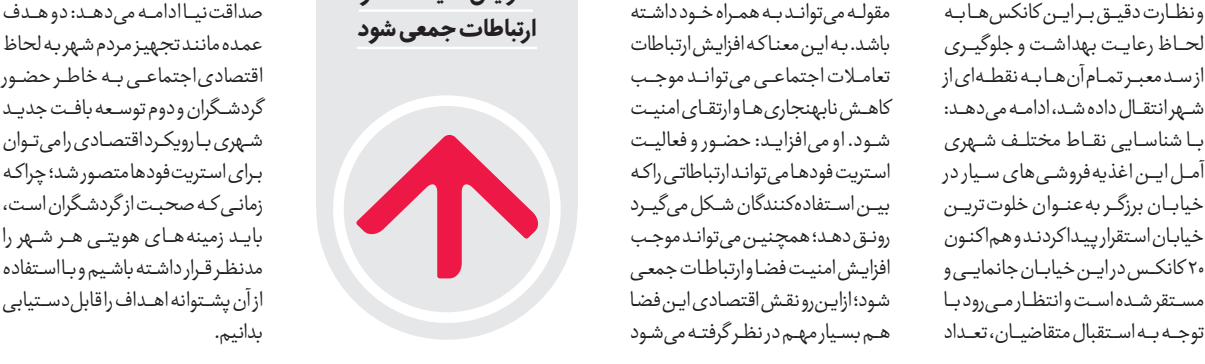 و نظارت دقیق بر این کانکس‌ها به
لحاظ رعایت بهداشت و جلوگیری
از سد معبر تمام آن‌ها به نقطه‌ای از
شهر انتقال داده شد، ادامه می‌دهد:
با شناسایی نقاط مختلف شهری
آمل این اغذیه‌فروشی‌های سیار در
خیابان برزگر به‌عنوان خلوت ترین
خیابان استقرار پیدا کردند و هم‌اکنون
۲۰ کانکس در این خیابان جانمایی و
مستقر شده است و انتظار می‌رود با
توجه به استقبال متقاضیان، تعداد
مقوله می‌تواند به همراه خود داشته
باشد. به این معنا که افزایش ارتباطات
تعاملات اجتماعی می‌تواند موجب
کاهش نابهنجاری‌ها و ارتقای امنیت
شود. او می‌افزاید: حضور و فعالیت
استریت فودها می‌تواند ارتباطاتی را که
بین استفاده‌کنندگان شکل می‌گیرد
رونق دهد؛ همچنین می‌تواند موجب
افزایش امنیت فضا و ارتباطات جمعی
شود؛ ازاین‌رو نقش اقتصادی این فضا
هم بسیار مهم در نظر گرفته می‌شود
ارتباطات جمعی شود
صداقت‌نیا ادامه می‌دهد: دو هدف
عمده مانند تجهیز مردم شهر به لحاظ
اقتصادی اجتماعی به خاطر حضور
گردشگران و دوم توسعه بافت جدید
شهری با رویکرد اقتصادی را می‌توان
برای استریت فودها متصور شد؛ چراکه
زمانی که صحبت از گردشگران است،
باید زمینه‌های هویتی هر شهر را
مدنظر قرار داشته باشیم و با استفاده
از آن پشتوانه اهداف را قابل دستیابی
بدانیم.